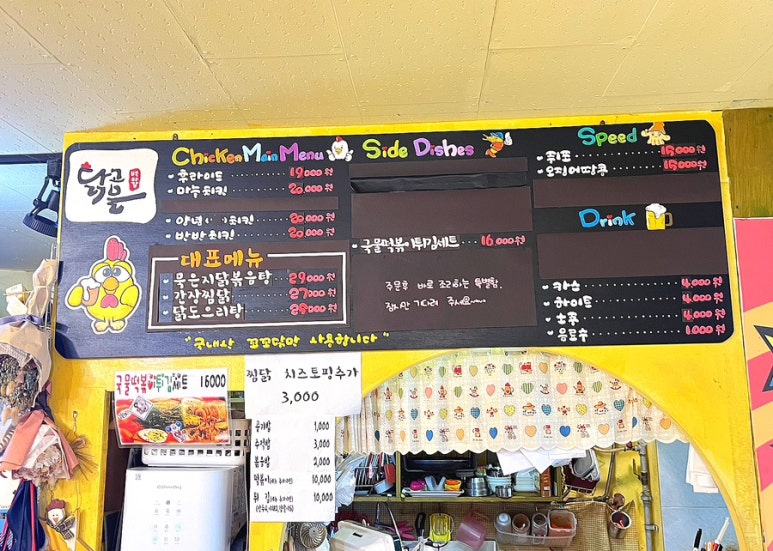 닭고을
Chicken Main Menu
후라이드 19,000원
마늘치킨 20,000원
양념( )치킨 20,000원
반반치킨 20,000원
대표메뉴
묵은지닭볶음탕 29,000원
간장찜닭 27,000원
닭도리탕 28,000원
"국내산 꼬꼬닭만 사용합니다"
Side Dishes
국물떡볶이튀김세트 16,000원
주문후 바로 조리하는 특별함,
잠시만 기다려 주세요
Speed
쥐포 15,000원
오징어땅콩 15,000원
Drink
카스 4,000원
하이트 4,000원
소주 4,000원
음료수 1,000원
국물떡볶이튀김세트 16000
찜닭 치즈토핑추가
3,000
공기밥 1,000
주먹밥 3,000
볶음밥 2,000
떡볶이 10,000
튀김 10,000